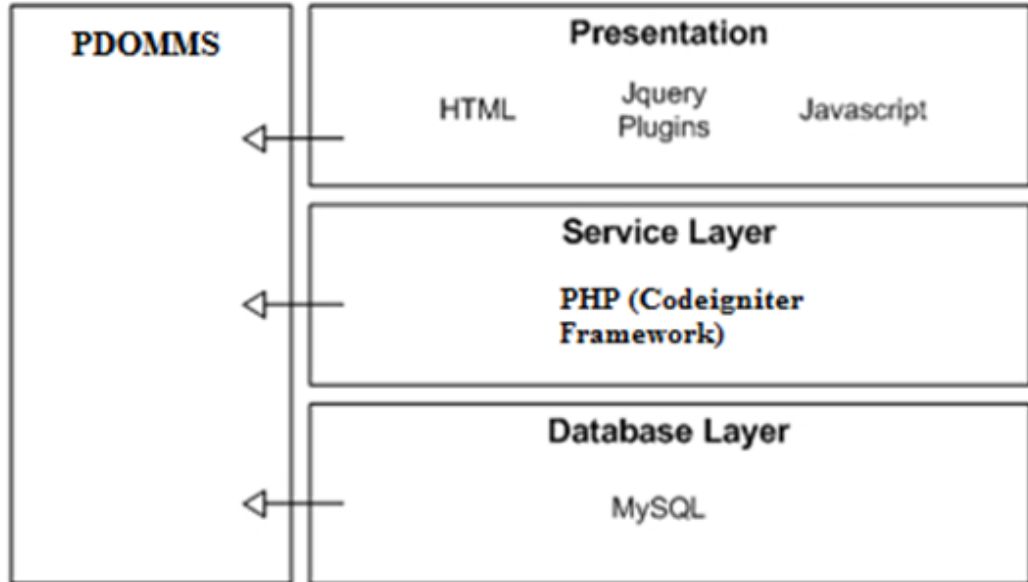 PDOMMS
Presentation
HTML
Jquery
Plugins
Javascript
Service Layer
PHP (Codeigniter
Framework)
Database Layer
MySQL